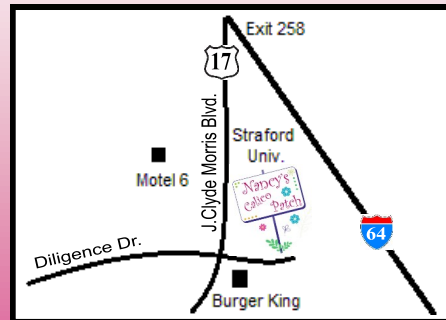 Exit 258
17
J.Clyde Morris Blvd.
Straford
Univ.
Motel 6
Nancy's
Calico
Patch
64
Diligence Dr.
Burger King